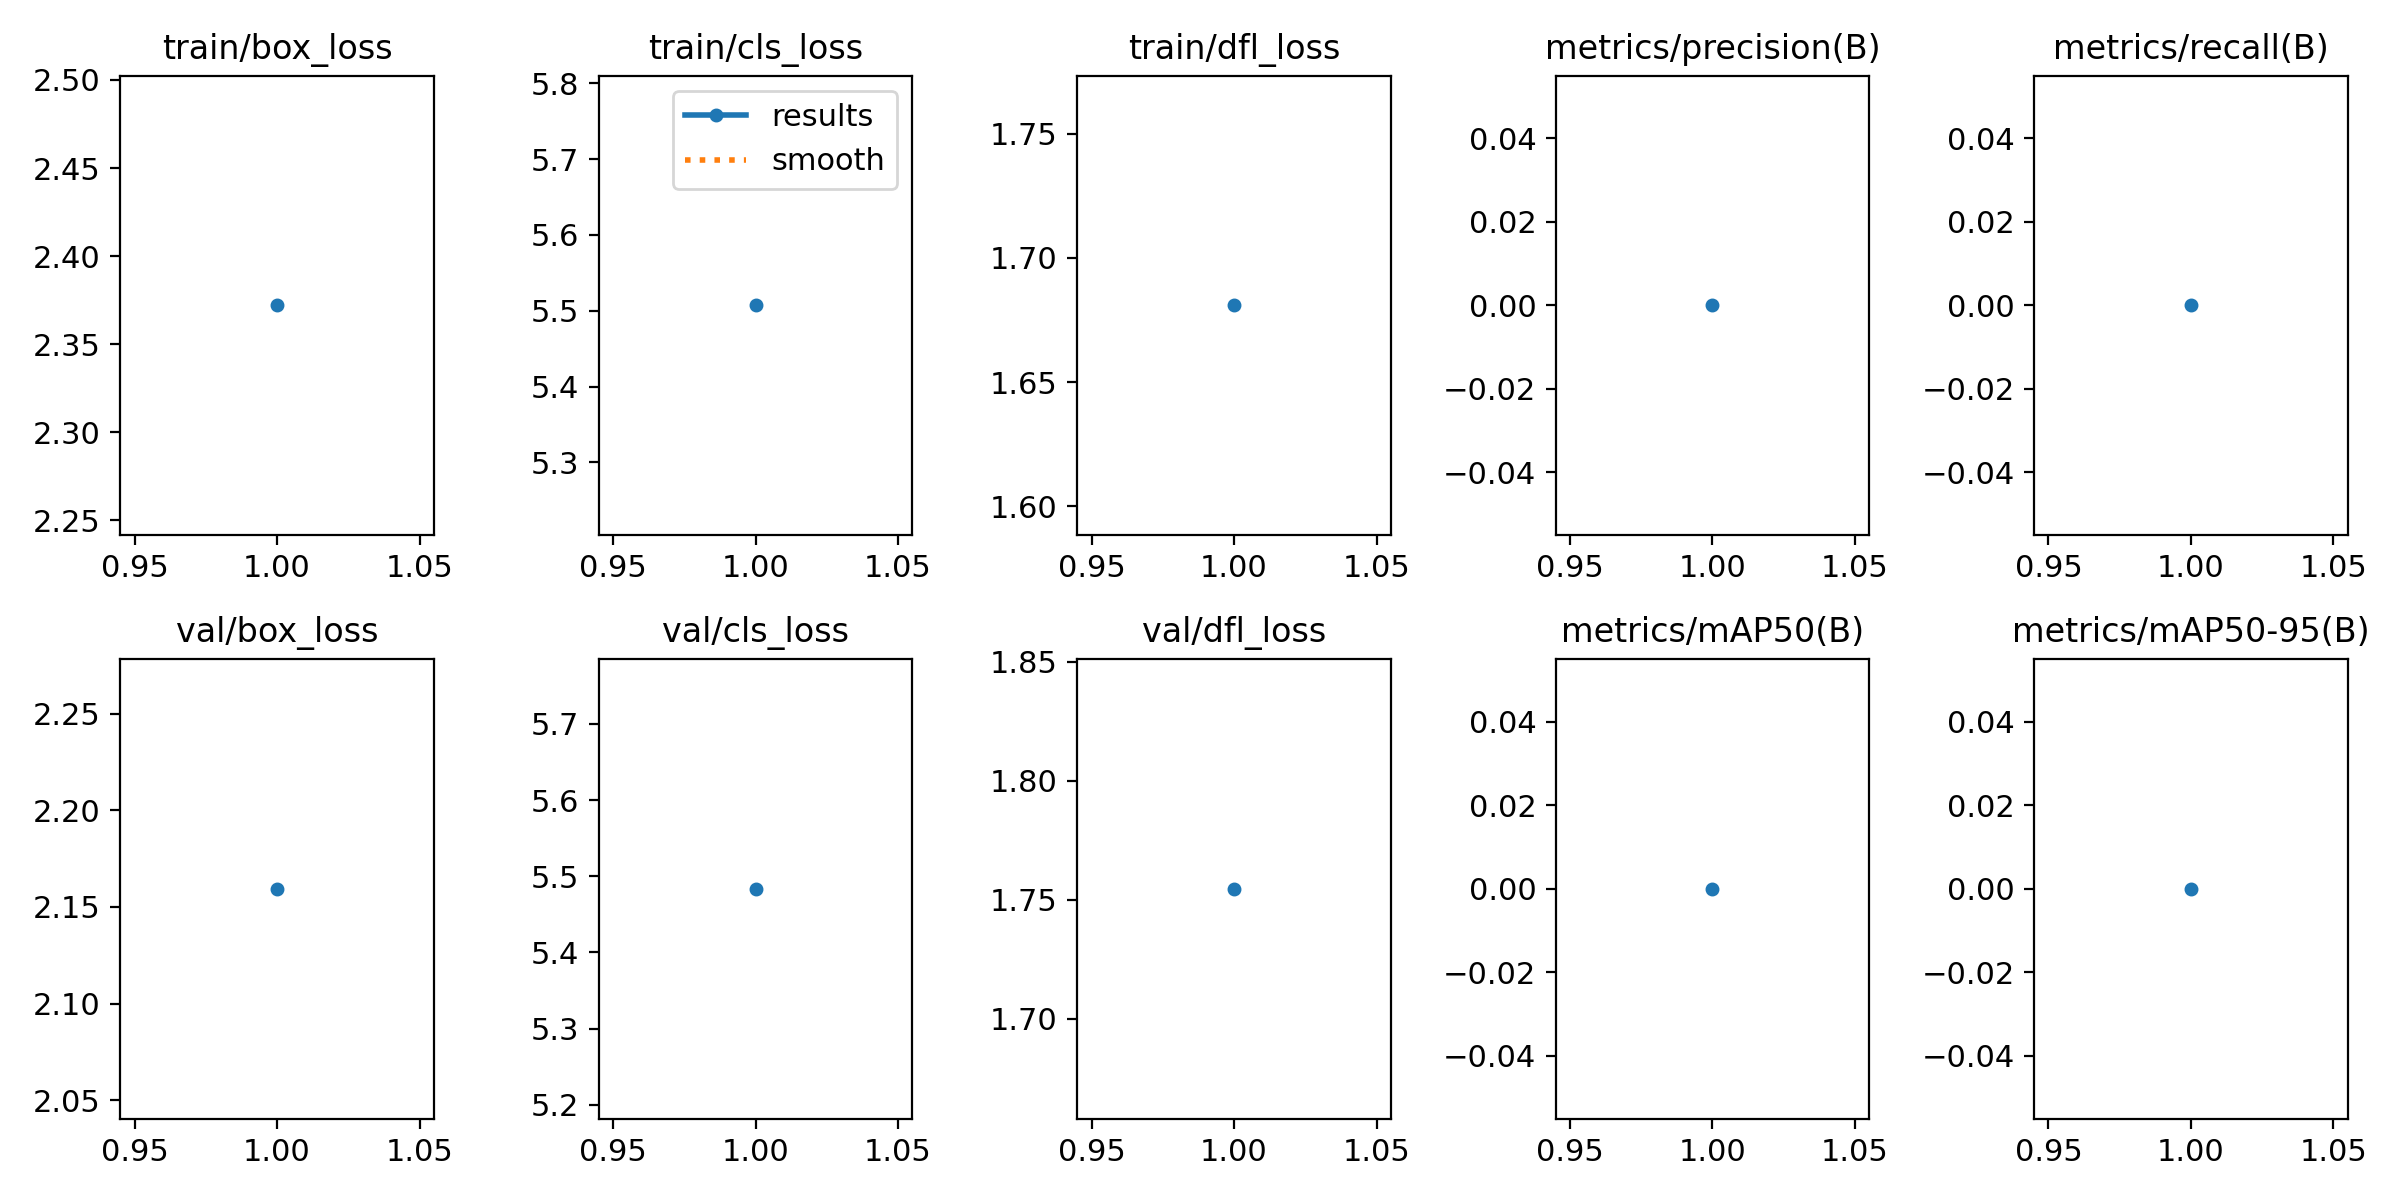 train/box_loss
2.50
2.45
2.40
2.35
2.30
2.25
0.95 1.00 1.05
train/cls_loss
results
smooth
5.8
5.7
5.6
5.5
5.4
5.3
0.95 1.00 1.05
train/dfl_loss
1.75
1.70
1.65
1.60
0.95 1.00 1.05
metrics/precision(B)
0.04
0.02
0.00
−0.02
−0.04
0.95 1.00 1.05
metrics/recall(B)
0.04
0.02
0.00
−0.02
−0.04
0.95 1.00 1.05
val/box_loss
2.25
2.20
2.15
2.10
2.05
0.95 1.00 1.05
val/cls_loss
5.7
5.6
5.5
5.4
5.3
5.2
0.95 1.00 1.05
val/dfl_loss
1.85
1.80
1.75
1.70
0.95 1.00 1.05
metrics/mAP50(B)
0.04
0.02
0.00
−0.02
−0.04
0.95 1.00 1.05
metrics/mAP50-95(B)
0.04
0.02
0.00
−0.02
−0.04
0.95 1.00 1.05